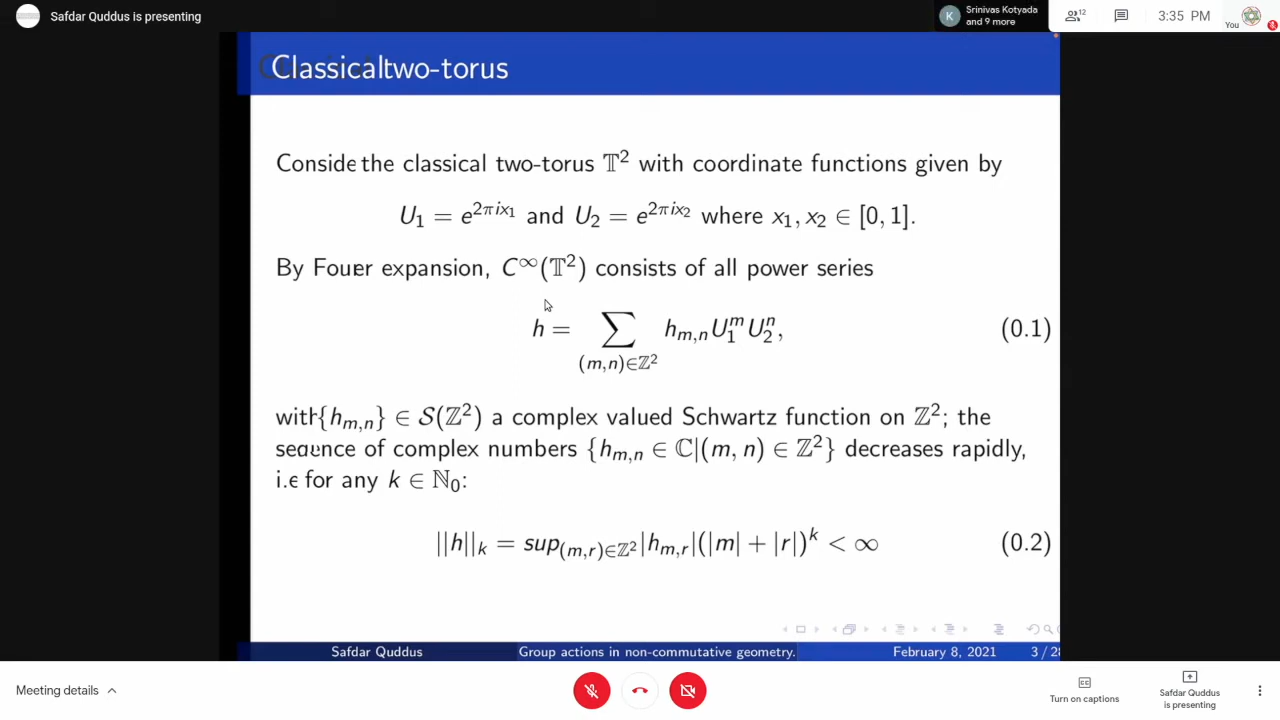 Safdar Quddus is presenting
K
Srinivas Kotyada
and 9 more
12
3:35 PM
You
Classical two-torus
Conside the classical two-torus 𝕋² with coordinate functions given by
U₁ = e^{2πix₁} and U₂ = e^{2πix₂} where x₁, x₂ ∈ [0, 1].
By Fouer expansion, C^∞(𝕋²) consists of all power series
h = ∑_{(m,n)∈ℤ²} h_{m,n} U₁^m U₂^n, (0.1)
with {h_{m,n}} ∈ 𝒮(ℤ²) a complex valued Schwartz function on ℤ²; the
sequence of complex numbers {h_{m,n} ∈ ℂ|(m, n) ∈ ℤ²} decreases rapidly,
i.e for any k ∈ ℕ₀:
||h||_k = sup_{(m,r)∈ℤ²}|h_{m,r}|(|m| + |r|)^k < ∞ (0.2)
Safdar Quddus Group actions in non-commutative geometry. February 8, 2021 3 / 28
Meeting details
Turn on captions
Safdar Quddus
is presenting